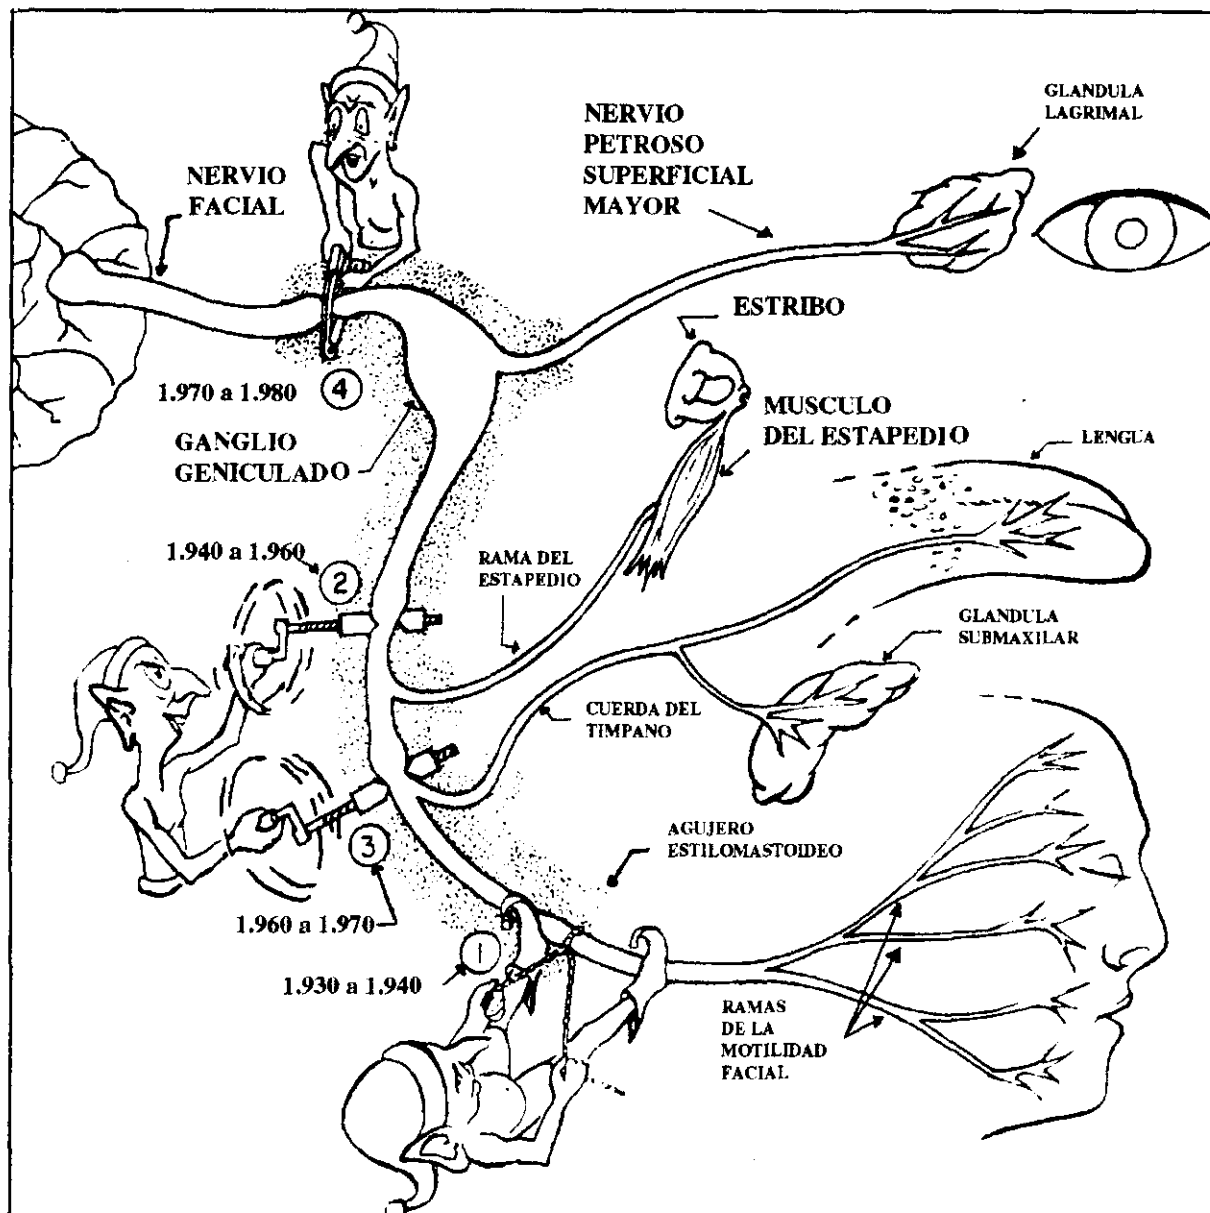 GLANDULA
LAGRIMAL
NERVIO
PETROSO
SUPERFICIAL
MAYOR
NERVIO
FACIAL
ESTRIBO
1.970 a 1.980
4
MUSCULO
DEL ESTAPEDIO
GANGLIO
GENICULADO
LENGUA
1.940 a 1.960
2
RAMA DEL
ESTAPEDIO
GLANDULA
SUBMAXILAR
CUERDA DEL
TIMPANO
AGUJERO
ESTILOMASTOIDEO
3
1.960 a 1.970
1
1.930 a 1.940
RAMAS
DE LA
MOTILIDAD
FACIAL